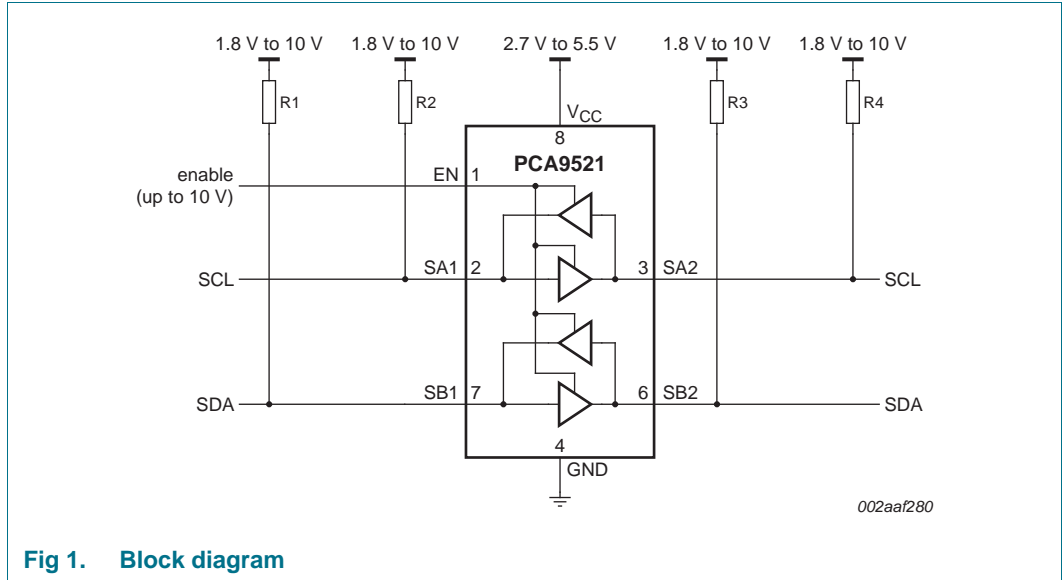 1.8 V to 10 V 1.8 V to 10 V 2.7 V to 5.5 V 1.8 V to 10 V 1.8 V to 10 V
R1 R2 R3 R4
VCC
8
PCA9521
enable
(up to 10 V)
EN 1
SCL SA1 2 3 SA2 SCL
SDA SB1 7 6 SB2 SDA
4
GND
002aaf280
Fig 1. Block diagram